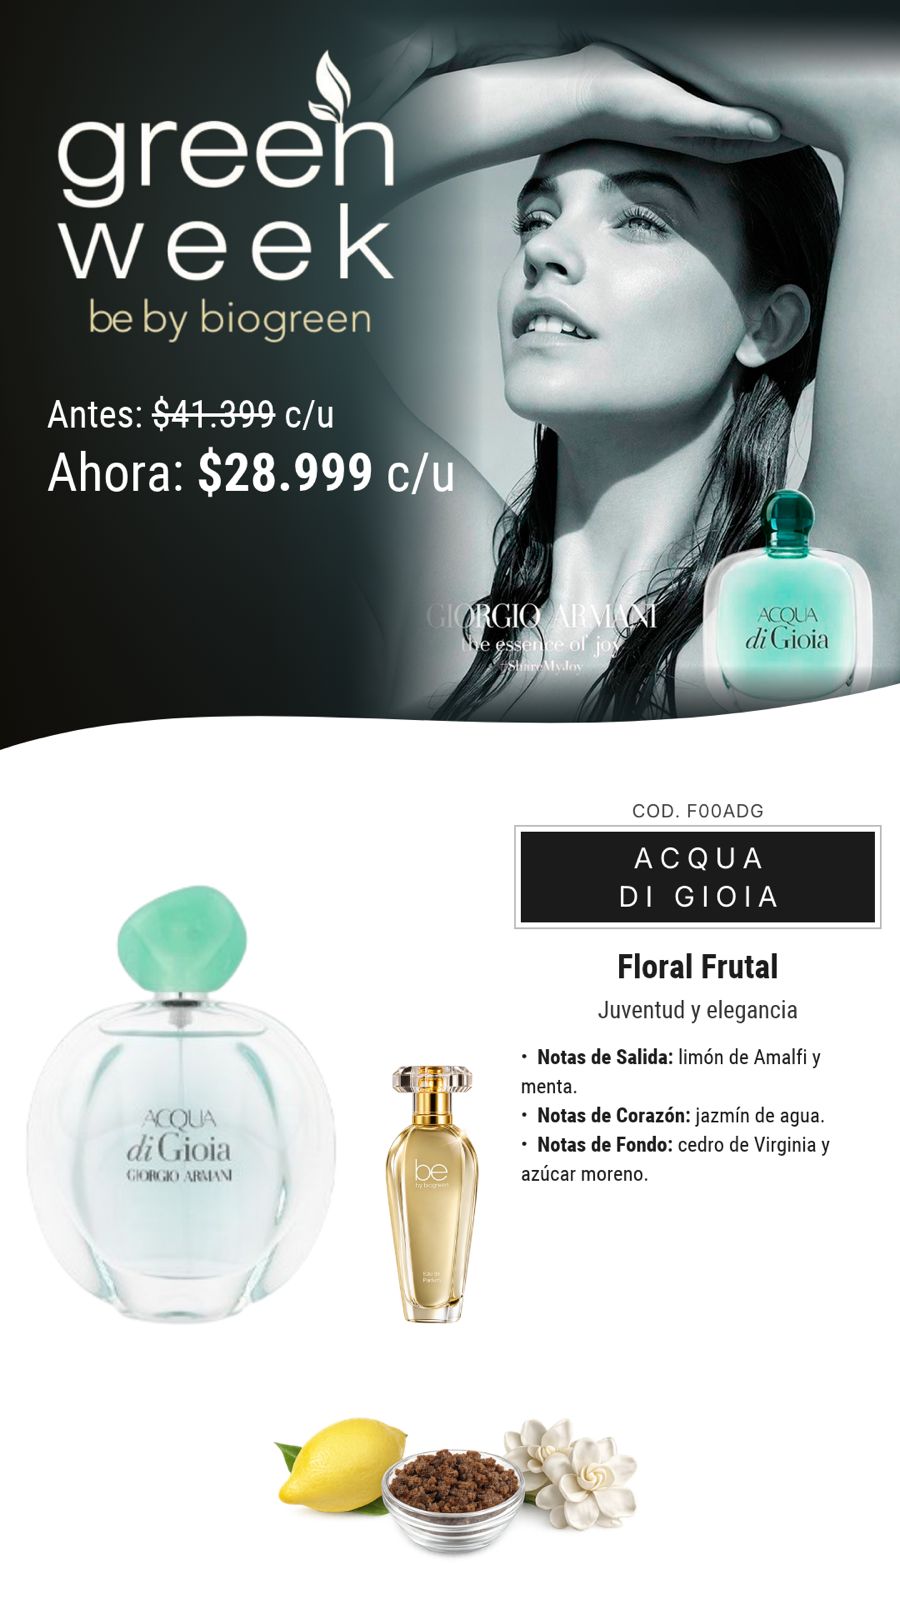 green
week
be by biogreen
Antes: $41.399 c/u
Ahora: $28.999 c/u
GIORGIO ARMANI
the essence of joy
#ShareMyJoy
ACQUA
di Gioia
COD. F00ADG
ACQUA
DI GIOIA
Floral Frutal
Juventud y elegancia
• Notas de Salida: limón de Amalfi y
menta.
• Notas de Corazón: jazmín de agua.
• Notas de Fondo: cedro de Virginia y
azúcar moreno.
ACQUA
di Gioia
GIORGIO ARMANI
be
by biogreen
Eau de
Parfum